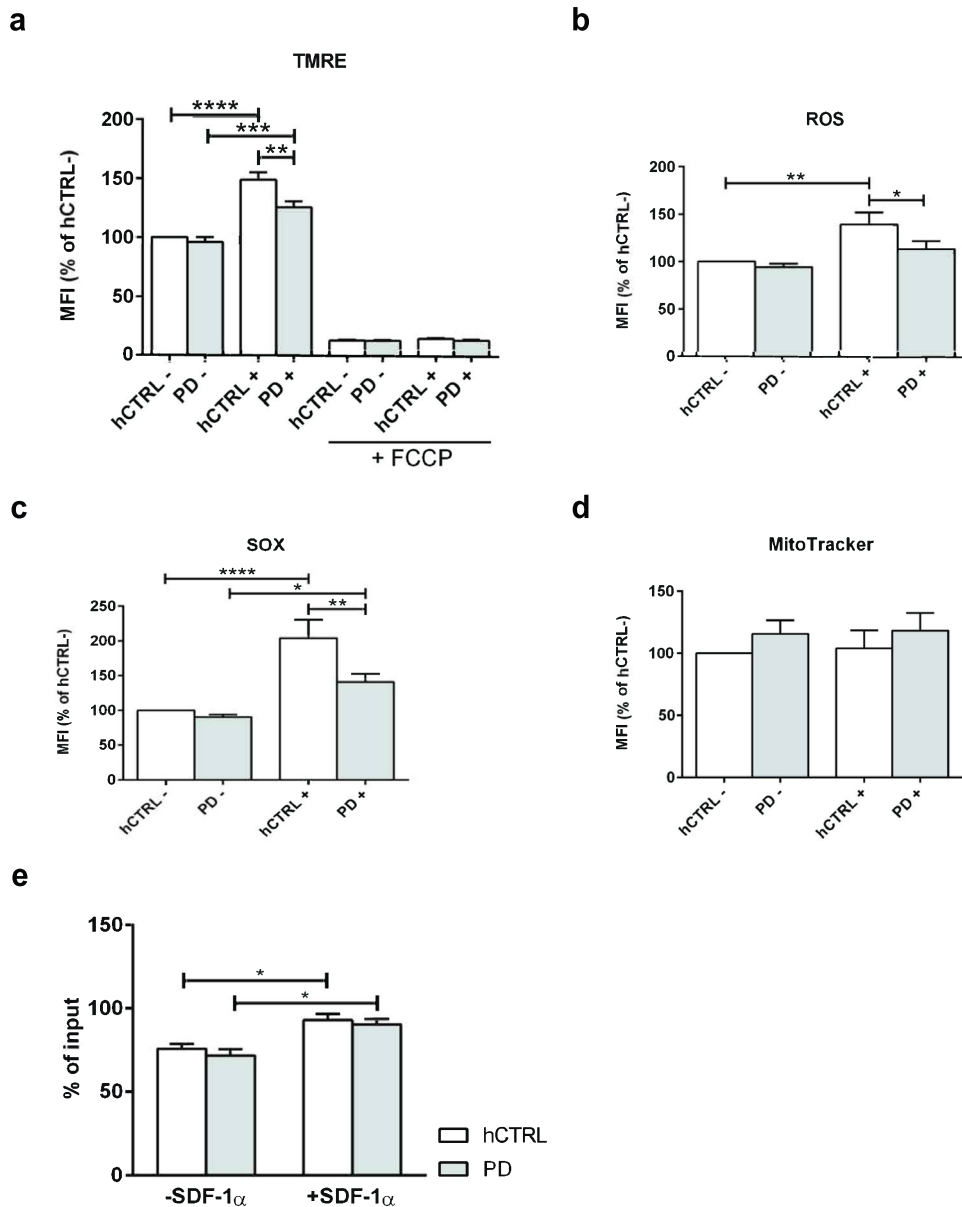 a
TMRE
MFI (% of hCTRL-)
200
150
100
50
0
****
***
**
hCTRL -
PD -
hCTRL +
PD +
hCTRL -
PD -
hCTRL +
PD +
+ FCCP
b
ROS
MFI (% of hCTRL-)
200
150
100
50
0
**
*
hCTRL -
PD -
hCTRL +
PD +
c
SOX
MFI (% of hCTRL-)
250
200
150
100
50
0
****
*
**
hCTRL -
PD -
hCTRL +
PD +
d
MitoTracker
MFI (% of hCTRL-)
150
100
50
0
hCTRL -
PD -
hCTRL +
PD +
e
% of input
150
100
50
0
*
*
-SDF-1α
+SDF-1α
hCTRL
PD